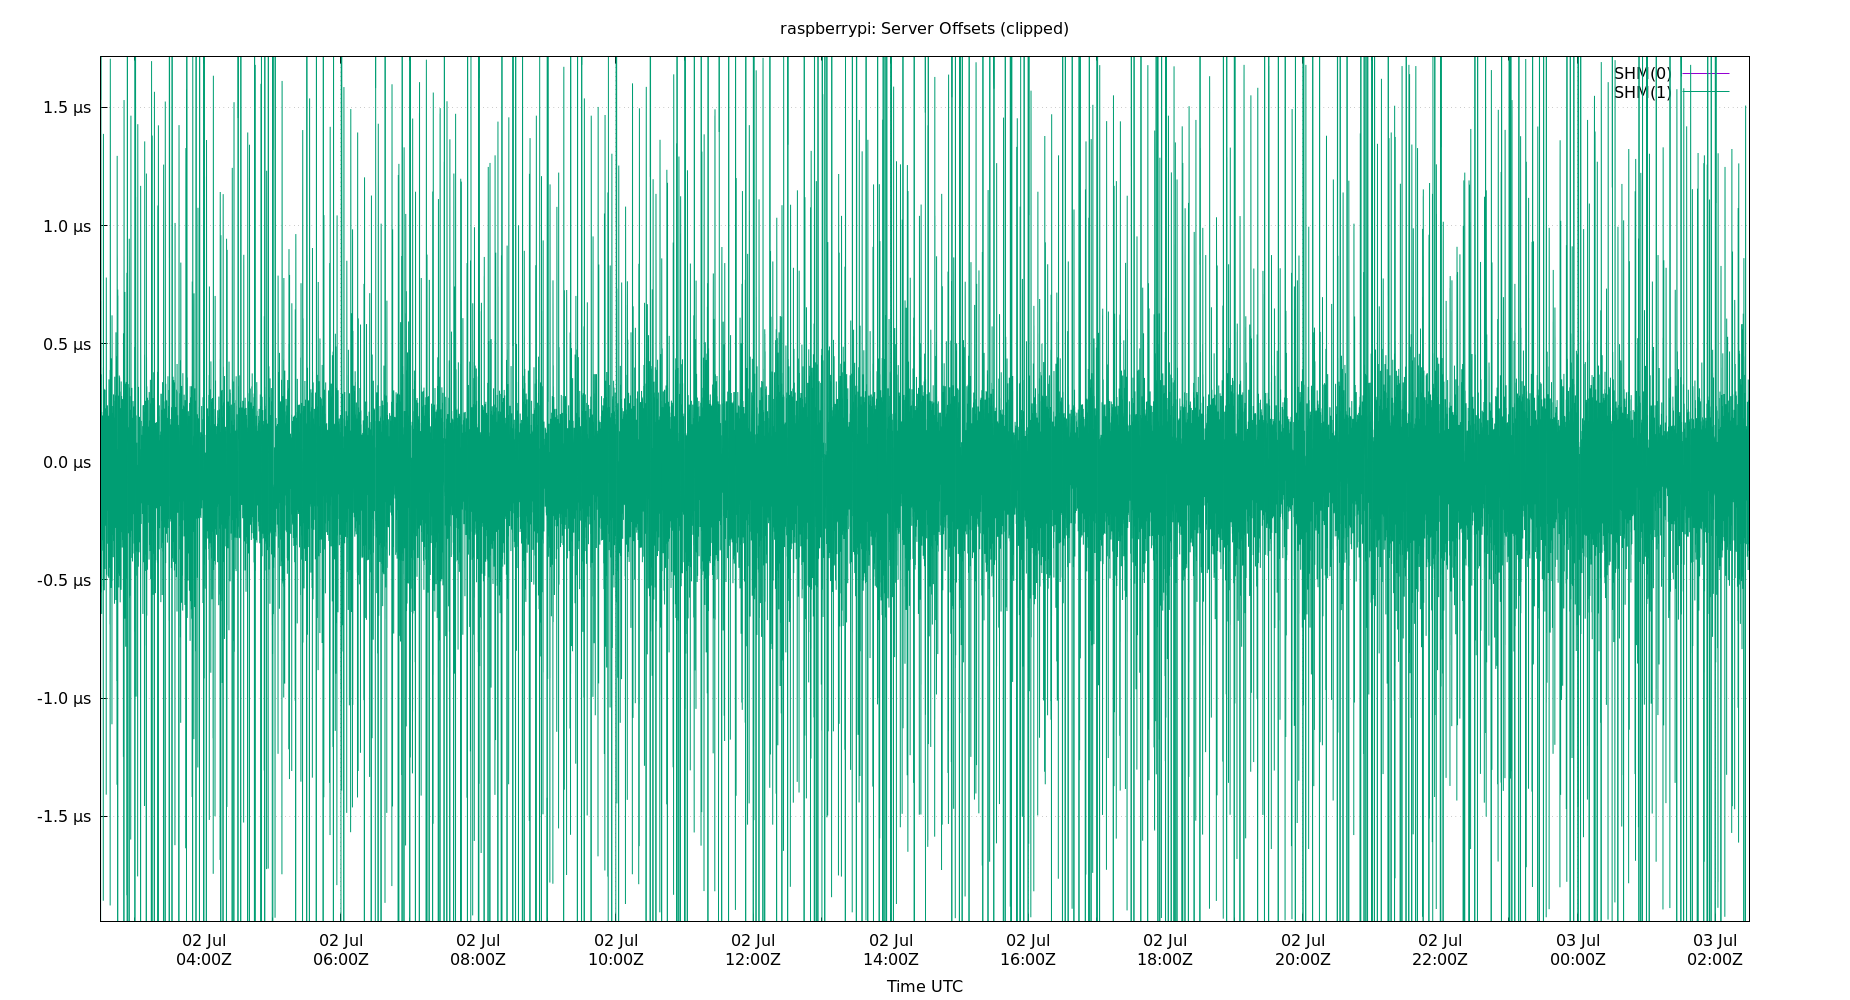 raspberrypi: Server Offsets (clipped)
SHM(0)
SHM(1)
1.5 µs
1.0 µs
0.5 µs
0.0 µs
-0.5 µs
-1.0 µs
-1.5 µs
02 Jul 02 Jul 02 Jul 02 Jul 02 Jul 02 Jul 02 Jul 02 Jul 02 Jul 02 Jul 03 Jul 03 Jul
04:00Z 06:00Z 08:00Z 10:00Z 12:00Z 14:00Z 16:00Z 18:00Z 20:00Z 22:00Z 00:00Z 02:00Z
Time UTC